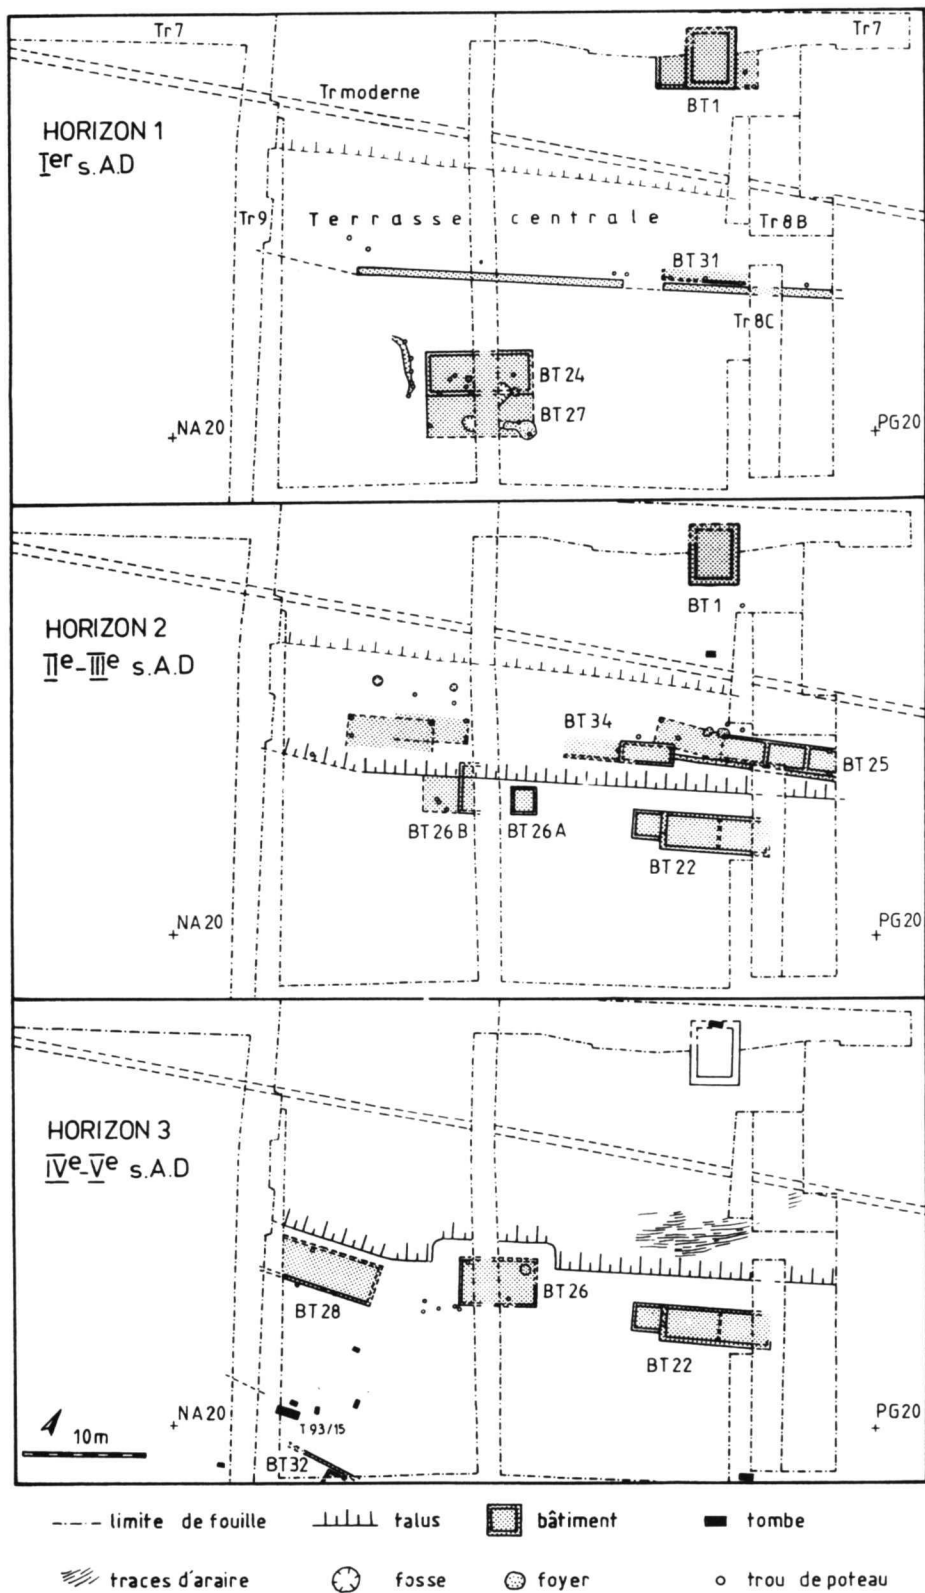 Tr7
Tr7
Tr moderne
BT1
HORIZON 1
Ier s. A.D
Tr9
Terrasse centrale
Tr8B
BT31
Tr8C
BT24
BT27
NA20
PG20
BT1
HORIZON 2
IIe-IIIe s.A.D
BT34
BT25
BT26B
BT26A
BT22
NA20
PG20
HORIZON 3
IVe-Ve s.A.D
BT28
BT26
BT22
NA20
PG20
T93/15
10m
BT32
limite de fouille
talus
bâtiment
tombe
traces d'araire
fosse
foyer
trou de poteau